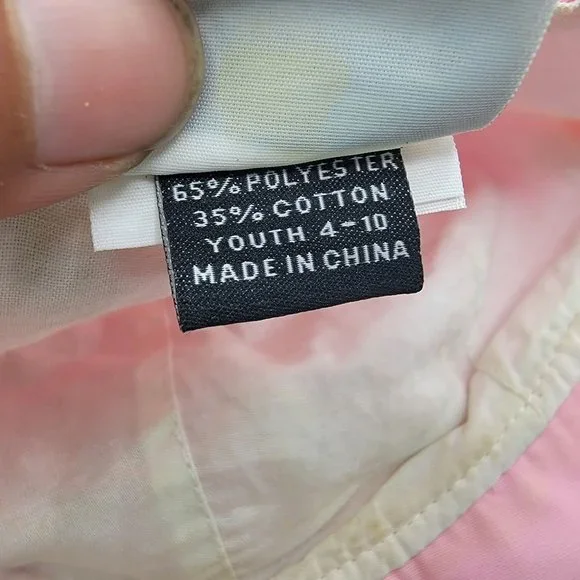 65% POLYESTER
35% COTTON
YOUTH 4-10
MADE IN CHINA